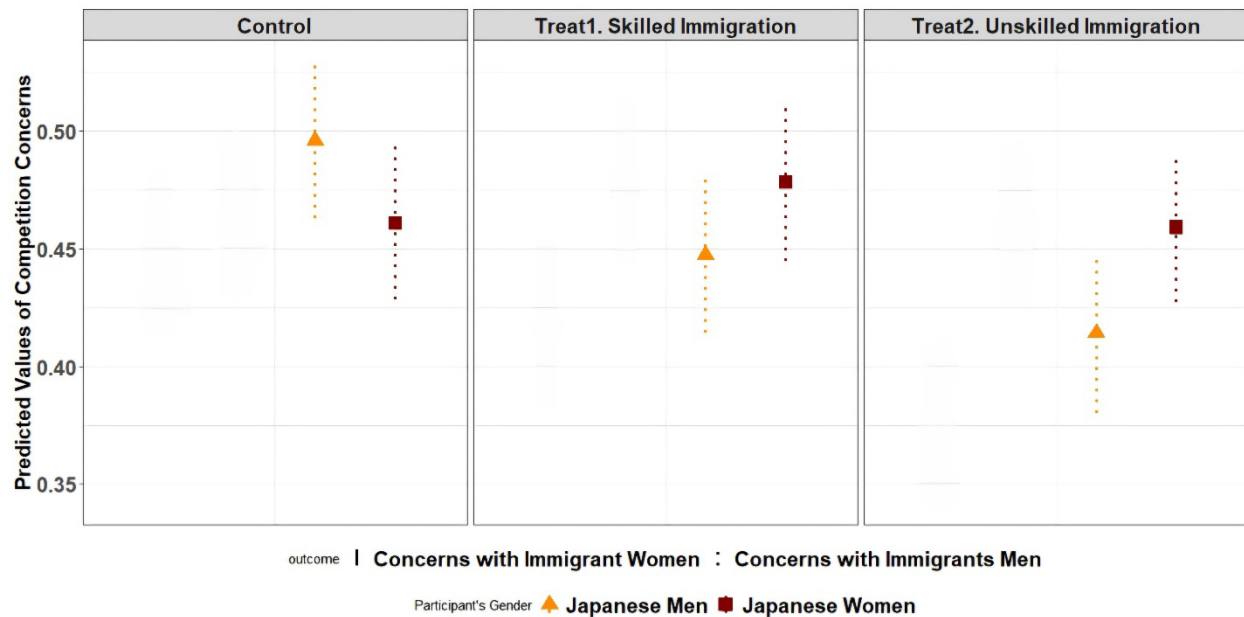 Control
Treat1. Skilled Immigration
Treat2. Unskilled Immigration
Predicted Values of Competition Concerns
0.50
0.45
0.40
0.35
outcome Concerns with Immigrant Women Concerns with Immigrants Men
Participant's Gender Japanese Men Japanese Women